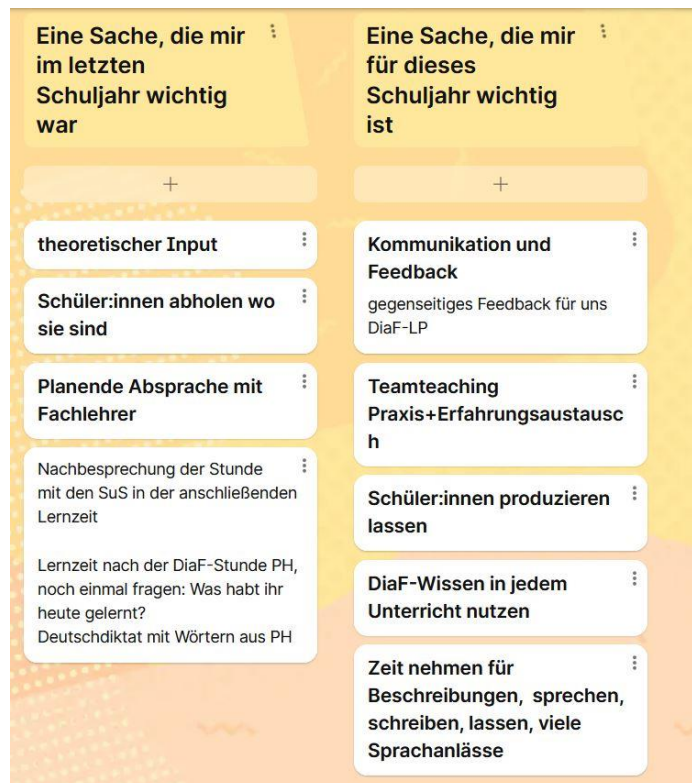 Eine Sache, die mir
im letzten
Schuljahr wichtig
war
+
theoretischer Input
Schüler:innen abholen wo
sie sind
Planende Absprache mit
Fachlehrer
Nachbesprechung der Stunde
mit den SuS in der anschließenden
Lernzeit
Lernzeit nach der DiaF-Stunde PH,
noch einmal fragen: Was habt ihr
heute gelernt?
Deutschdiktat mit Wörtern aus PH
Eine Sache, die mir
für dieses
Schuljahr wichtig
ist
+
Kommunikation und
Feedback
gegenseitiges Feedback für uns
DiaF-LP
Teamteaching
Praxis+Erfahrungsaustausc
h
Schüler:innen produzieren
lassen
DiaF-Wissen in jedem
Unterricht nutzen
Zeit nehmen für
Beschreibungen, sprechen,
schreiben, lassen, viele
Sprachanlässe